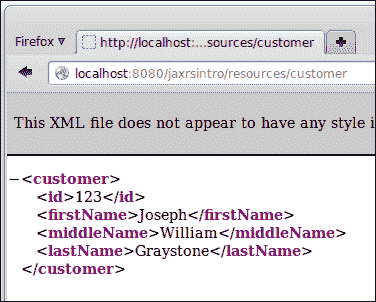 Firefox ▽ http://localhost:...sources/customer
localhost:8080/jaxrsintro/resources/customer
This XML file does not appear to have any style i
−<customer>
<id>123</id>
<firstName>Joseph</firstName>
<middleName>William</middleName>
<lastName>Graystone</lastName>
</customer>